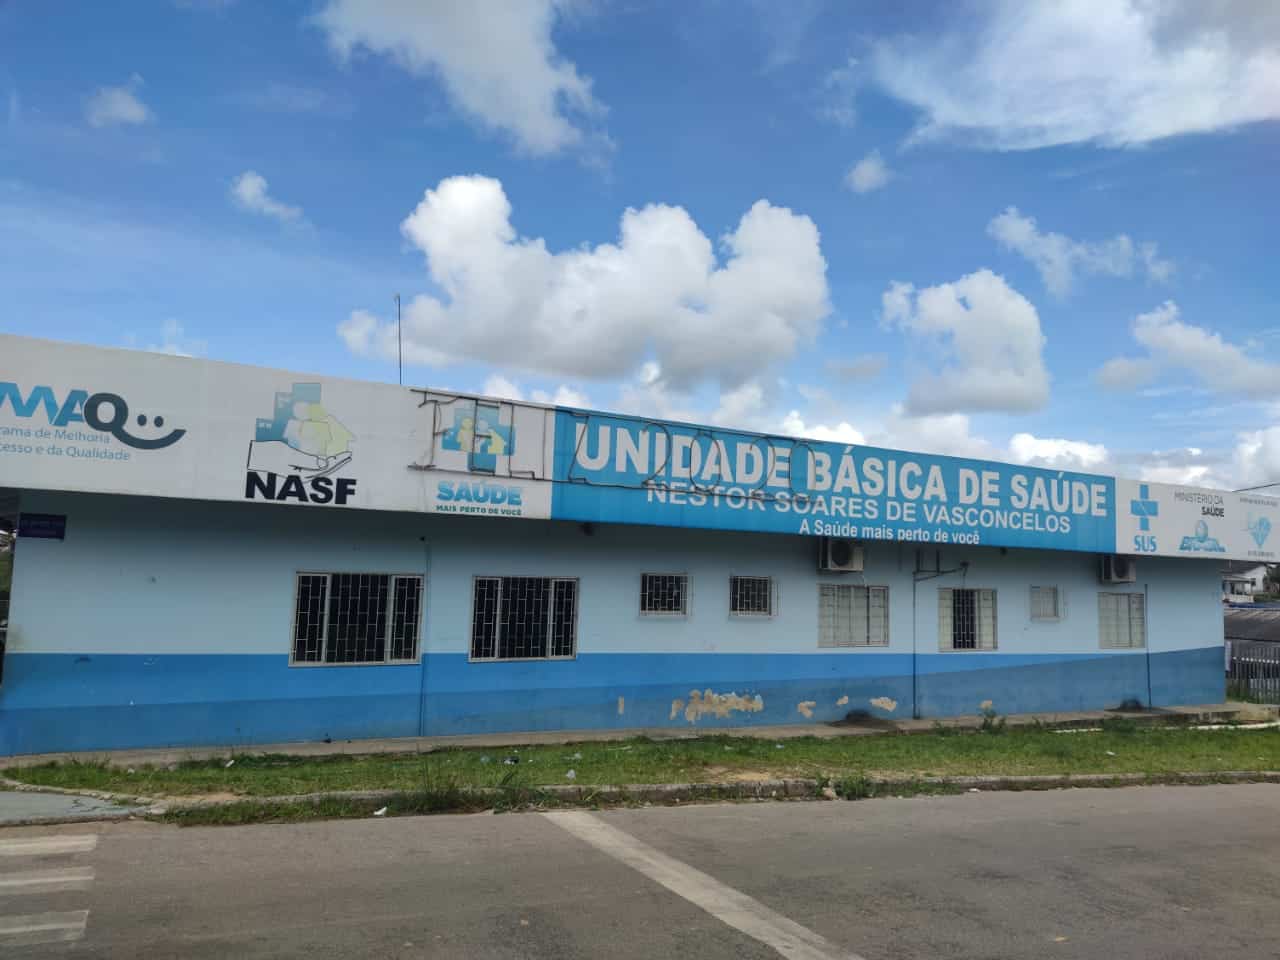 MAQ
rama de Melhoria
cesso e da Qualidade
NASF
SAÚDE
MAIS PERTO DE VOCÊ
UNIDADE BÁSICA DE SAÚDE
NESTOR SOARES DE VASCONCELOS
A Saúde mais perto de você
SUS
MINISTÉRIO DA
SAÚDE
BRASIL